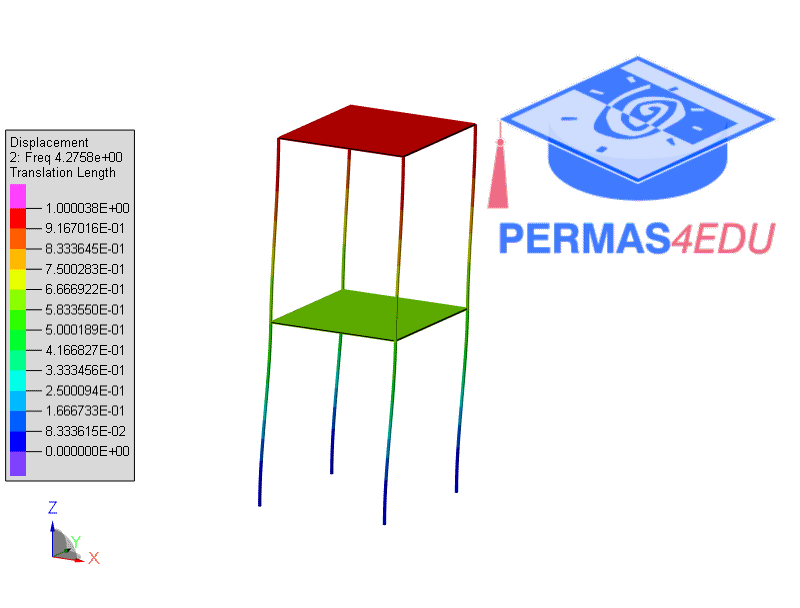 Displacement
2: Freq 4.2758e+00
Translation Length
1.000038E+00
9.167016E-01
8.333645E-01
7.500283E-01
6.666922E-01
5.833550E-01
5.000189E-01
4.166827E-01
3.333456E-01
2.500094E-01
1.666733E-01
8.333615E-02
0.000000E+00
PERMAS4EDU
Z
Y
X